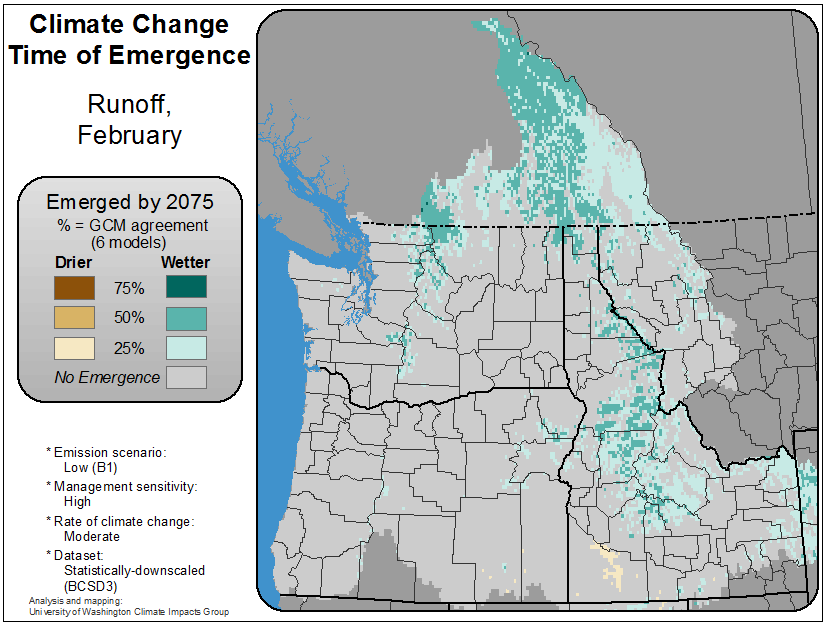 Climate Change
Time of Emergence
Runoff,
February
Emerged by 2075
% = GCM agreement
(6 models)
Drier Wetter
75%
50%
25%
No Emergence
* Emission scenario:
Low (B1)
* Management sensitivity:
High
* Rate of climate change:
Moderate
* Dataset:
Statistically-downscaled
(BCSD3)
Analysis and mapping:
University of Washington Climate Impacts Group